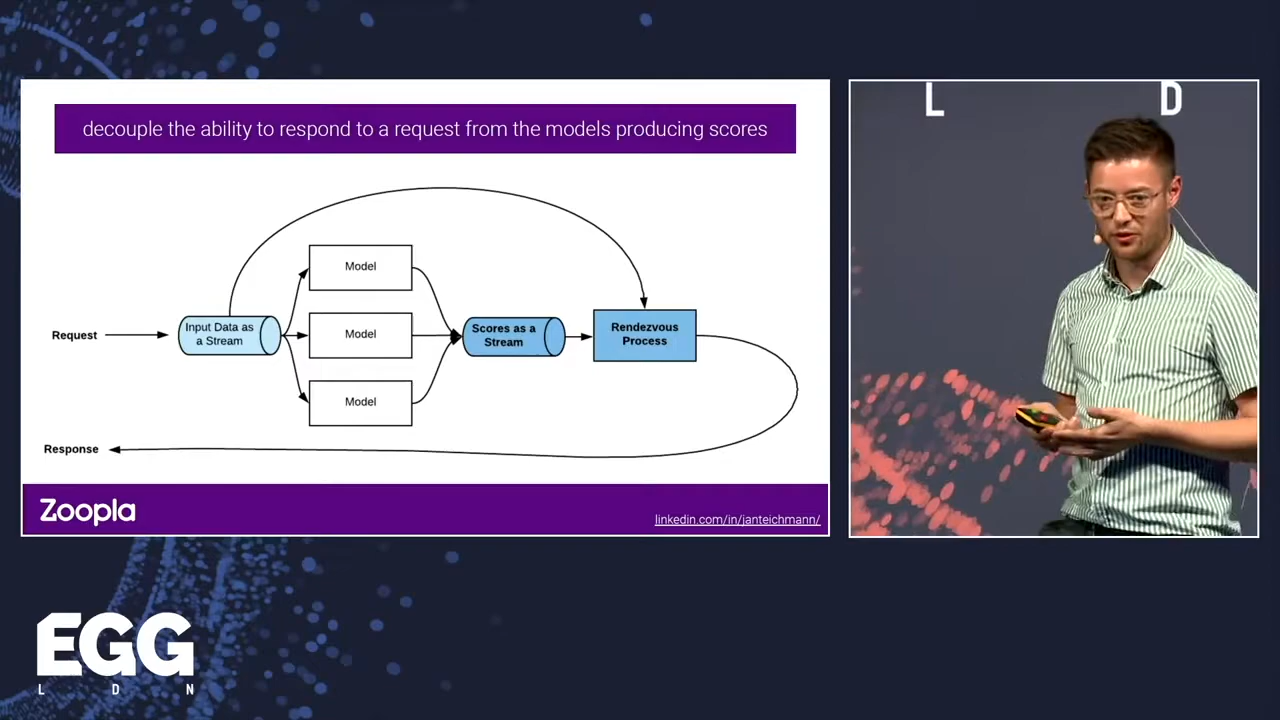 decouple the ability to respond to a request from the models producing scores
Model
Request
Input Data as
a Stream
Model
Scores as a
Stream
Rendezvous
Process
Model
Response
Zoopla
linkedin.com/in/janteichmann/
L D
EGG
L D N